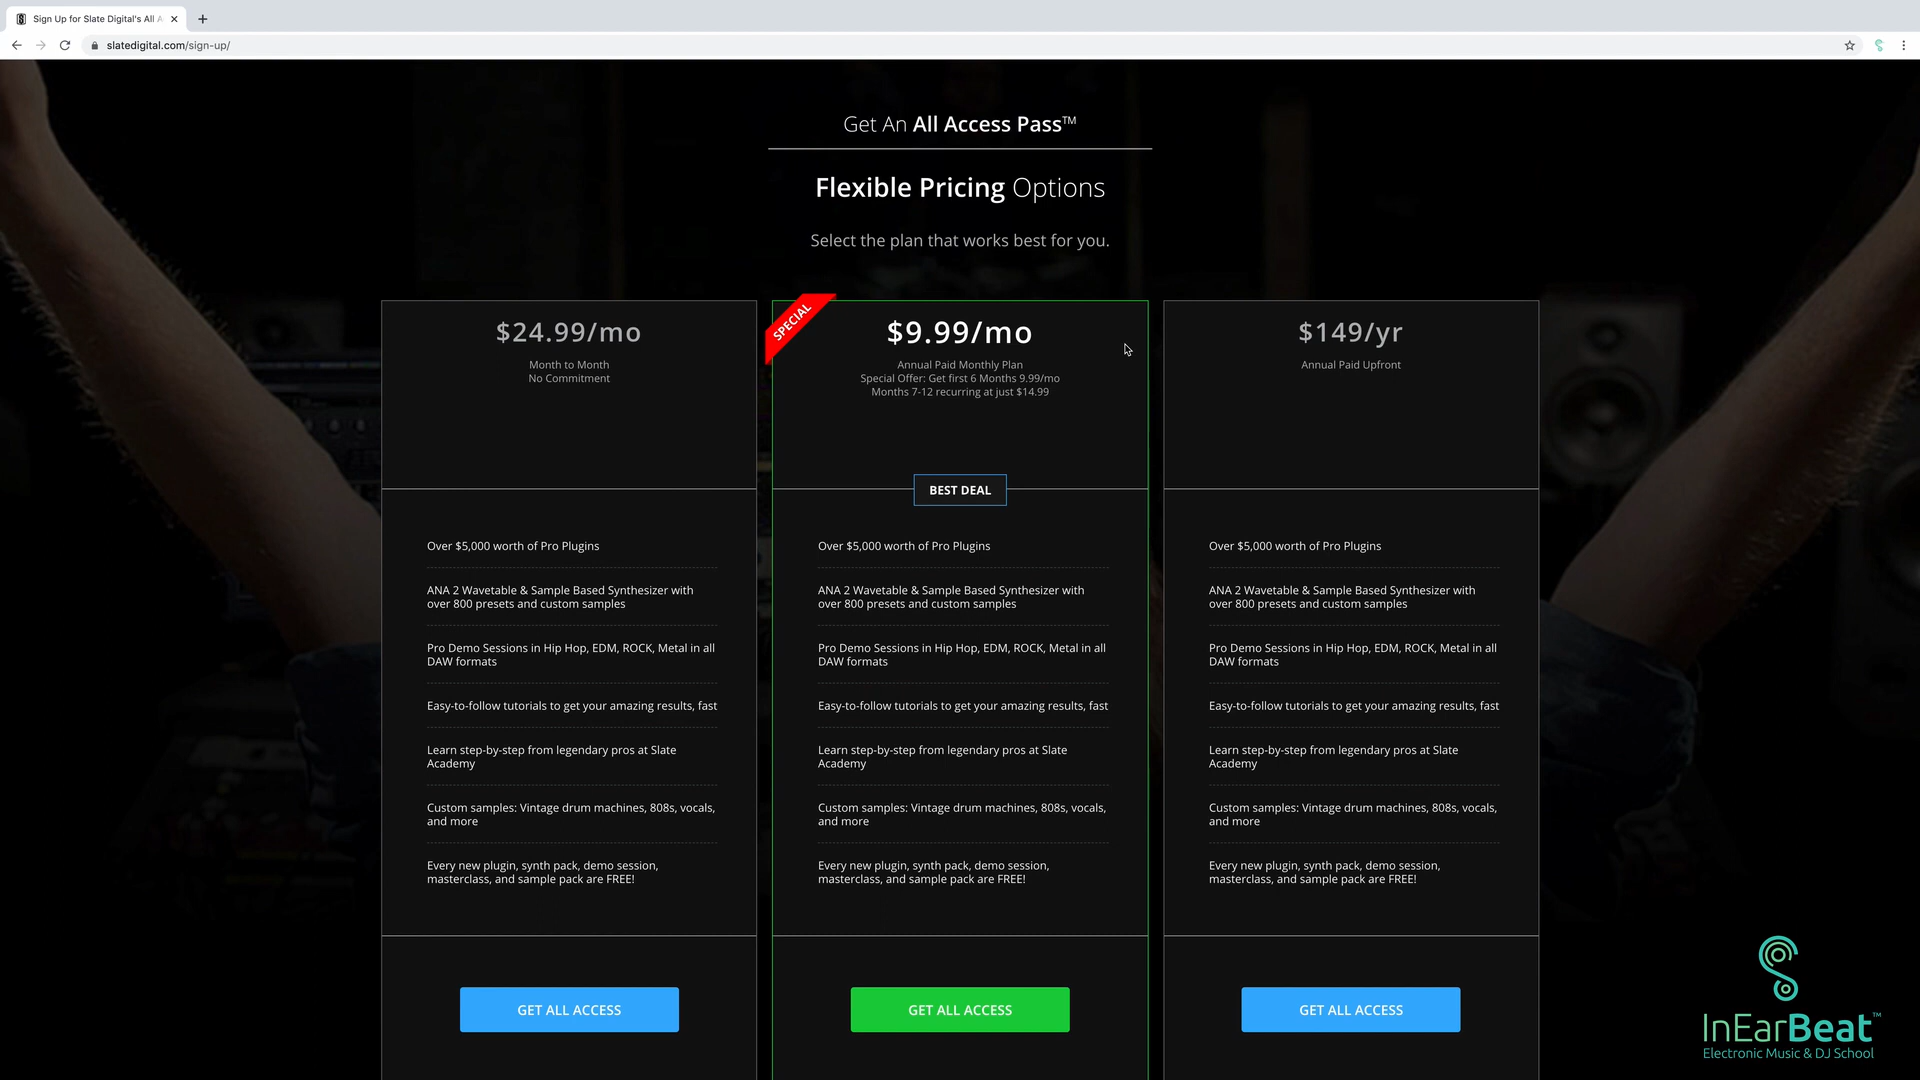 Sign Up for Slate Digital's All A
slatedigital.com/sign-up/
Get An All Access Pass™
Flexible Pricing Options
Select the plan that works best for you.
$24.99/mo
Month to Month
No Commitment
Over $5,000 worth of Pro Plugins
ANA 2 Wavetable & Sample Based Synthesizer with
over 800 presets and custom samples
Pro Demo Sessions in Hip Hop, EDM, ROCK, Metal in all
DAW formats
Easy-to-follow tutorials to get your amazing results, fast
Learn step-by-step from legendary pros at Slate
Academy
Custom samples: Vintage drum machines, 808s, vocals,
and more
Every new plugin, synth pack, demo session,
masterclass, and sample pack are FREE!
GET ALL ACCESS
SPECIAL
$9.99/mo
Annual Paid Monthly Plan
Special Offer: Get first 6 Months 9.99/mo
Months 7-12 recurring at just $14.99
BEST DEAL
Over $5,000 worth of Pro Plugins
ANA 2 Wavetable & Sample Based Synthesizer with
over 800 presets and custom samples
Pro Demo Sessions in Hip Hop, EDM, ROCK, Metal in all
DAW formats
Easy-to-follow tutorials to get your amazing results, fast
Learn step-by-step from legendary pros at Slate
Academy
Custom samples: Vintage drum machines, 808s, vocals,
and more
Every new plugin, synth pack, demo session,
masterclass, and sample pack are FREE!
GET ALL ACCESS
$149/yr
Annual Paid Upfront
Over $5,000 worth of Pro Plugins
ANA 2 Wavetable & Sample Based Synthesizer with
over 800 presets and custom samples
Pro Demo Sessions in Hip Hop, EDM, ROCK, Metal in all
DAW formats
Easy-to-follow tutorials to get your amazing results, fast
Learn step-by-step from legendary pros at Slate
Academy
Custom samples: Vintage drum machines, 808s, vocals,
and more
Every new plugin, synth pack, demo session,
masterclass, and sample pack are FREE!
GET ALL ACCESS
InEarBeat™
Electronic Music & DJ School